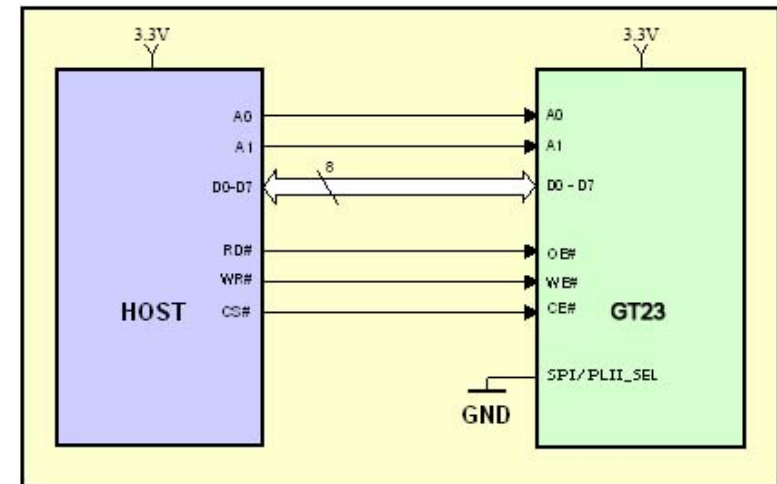 3.3V 3.3V
A0 A0
A1 A1
8
D0-D7 D0 - D7
RD# OE#
WR# WE#
CS# CE#
HOST GT23
SPI/PLII_SEL
GND